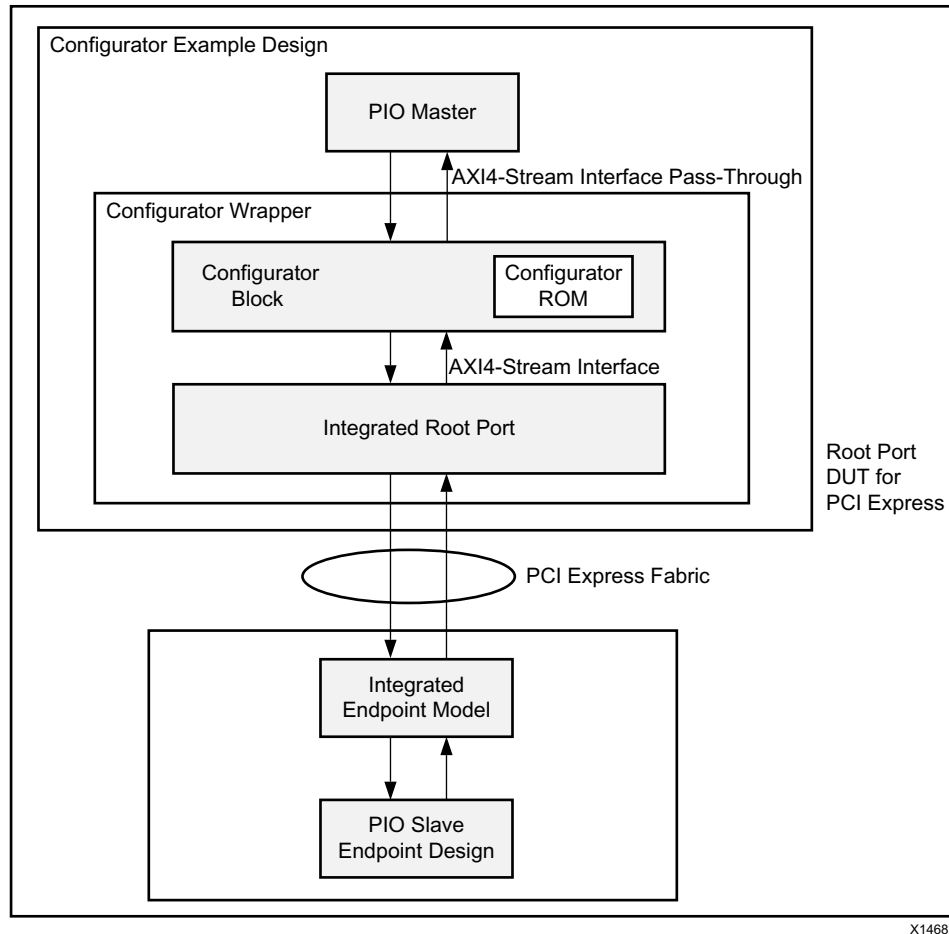 Configurator Example Design
PIO Master
AXI4-Stream Interface Pass-Through
Configurator Wrapper
Configurator
Block
Configurator
ROM
AXI4-Stream Interface
Integrated Root Port
Root Port
DUT for
PCI Express
PCI Express Fabric
Integrated
Endpoint Model
PIO Slave
Endpoint Design
X1468